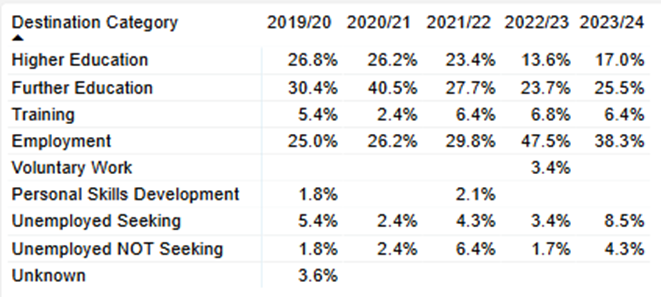 Destination Category 2019/20 2020/21 2021/22 2022/23 2023/24
Higher Education 26.8% 26.2% 23.4% 13.6% 17.0%
Further Education 30.4% 40.5% 27.7% 23.7% 25.5%
Training 5.4% 2.4% 6.4% 6.8% 6.4%
Employment 25.0% 26.2% 29.8% 47.5% 38.3%
Voluntary Work 3.4%
Personal Skills Development 1.8% 2.1%
Unemployed Seeking 5.4% 2.4% 4.3% 3.4% 8.5%
Unemployed NOT Seeking 1.8% 2.4% 6.4% 1.7% 4.3%
Unknown 3.6%